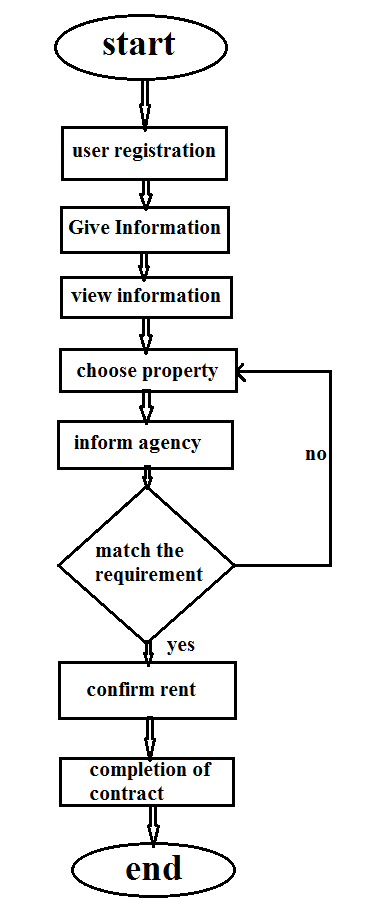 start
user registration
Give Information
view information
choose property
inform agency
no
match the
requirement
yes
confirm rent
completion of
contract
end